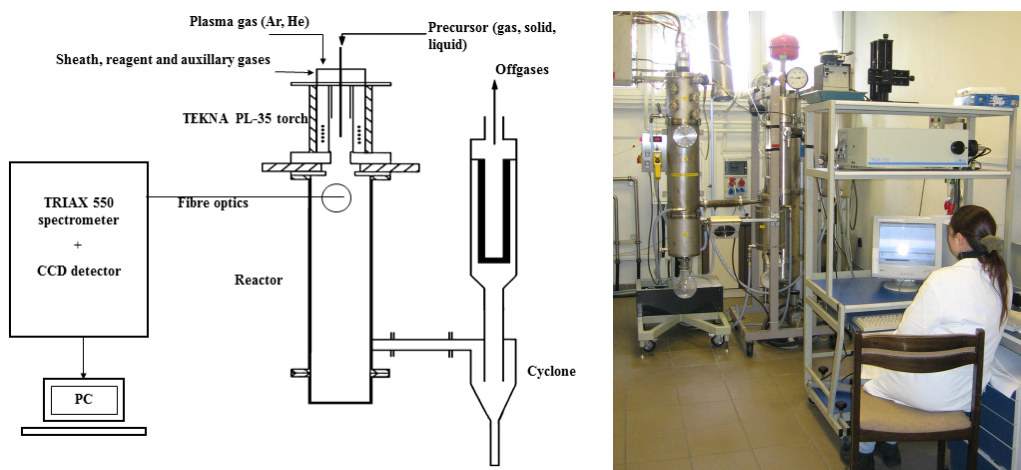 Plasma gas (Ar, He)
Precursor (gas, solid,
liquid)
Sheath, reagent and auxillary gases
Offgases
TEKNA PL-35 torch
TRIAX 550
spectrometer
+
CCD detector
Fibre optics
Reactor
Cyclone
PC